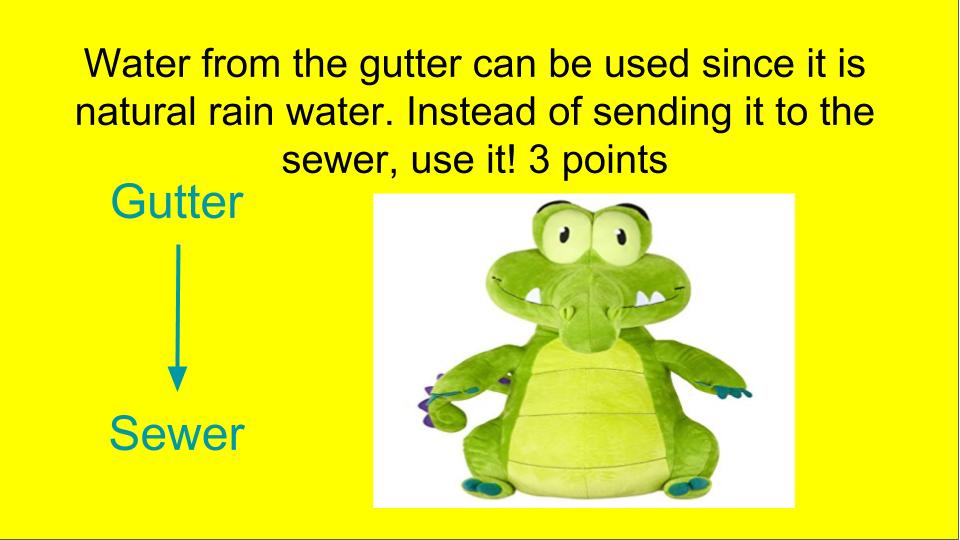 Water from the gutter can be used since it is
natural rain water. Instead of sending it to the
sewer, use it! 3 points
Gutter
Sewer